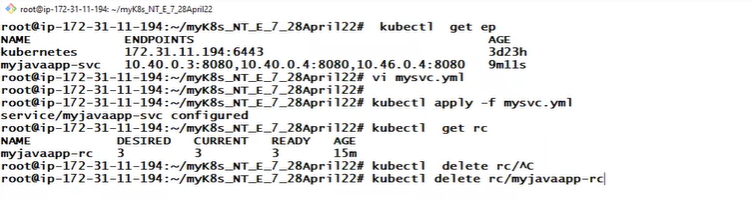 root@ip-172-31-11-194: ~/myK8s_NT_E_7_28April22
root@ip-172-31-11-194:~/myK8s_NT_E_7_28April22#  kubectl  get ep
NAME            ENDPOINTS                                         AGE
kubernetes      172.31.11.194:6443                                3d23h
myjavaapp-svc   10.40.0.3:8080,10.40.0.4:8080,10.46.0.4:8080   9m11s
root@ip-172-31-11-194:~/myK8s_NT_E_7_28April22# vi mysvc.yml
root@ip-172-31-11-194:~/myK8s_NT_E_7_28April22#
root@ip-172-31-11-194:~/myK8s_NT_E_7_28April22# kubectl apply -f mysvc.yml
service/myjavaapp-svc configured
root@ip-172-31-11-194:~/myK8s_NT_E_7_28April22# kubectl  get rc
NAME           DESIRED   CURRENT   READY   AGE
myjavaapp-rc   3         3         3       15m
root@ip-172-31-11-194:~/myK8s_NT_E_7_28April22# kubectl  delete rc/^C
root@ip-172-31-11-194:~/myK8s_NT_E_7_28April22# kubectl delete rc/myjavaapp-rc